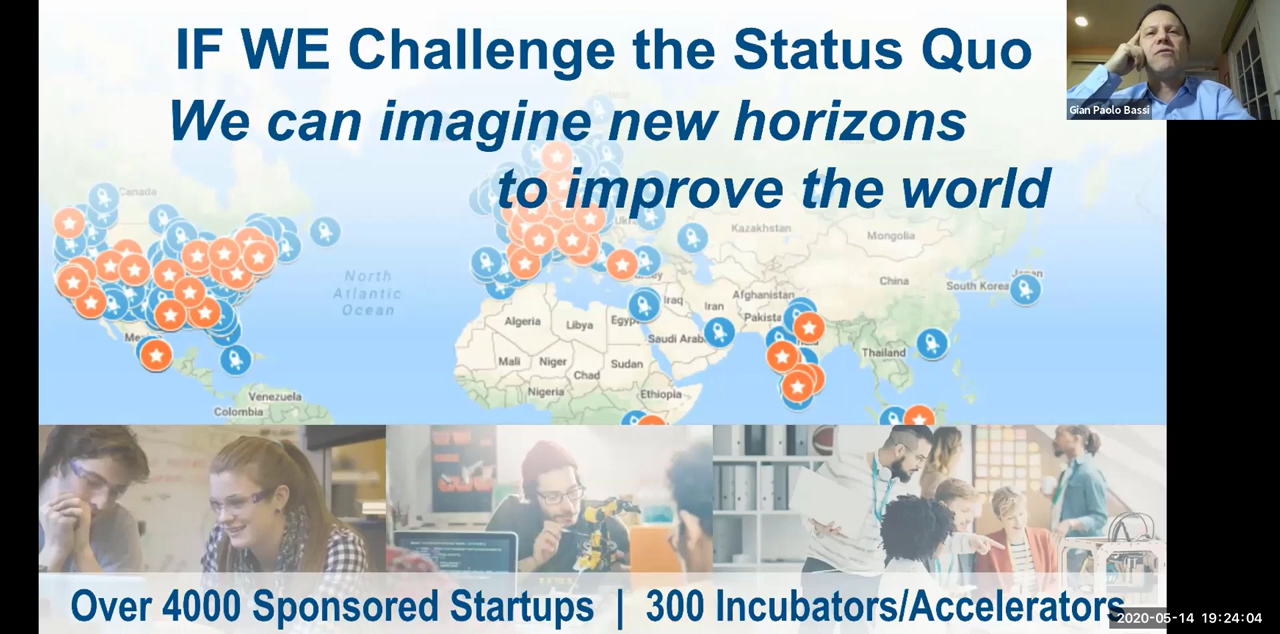 IF WE Challenge the Status Quo
We can imagine new horizons
to improve the world
Gian Paolo Bassi
Canada
Kazakhstan
Mongolia
North
Atlantic
Ocean
China
South Korea
Japan
Iraq
Iran
Afghanistan
Algeria
Libya
Egypt
Saudi Arab
Pakista
Mali
Niger
Sudan
Chad
Thailand
Nigeria
Ethiopia
Venezuela
Colombia
Over 4000 Sponsored Startups | 300 Incubators/Accelerators
2020-05-14 19:24:04